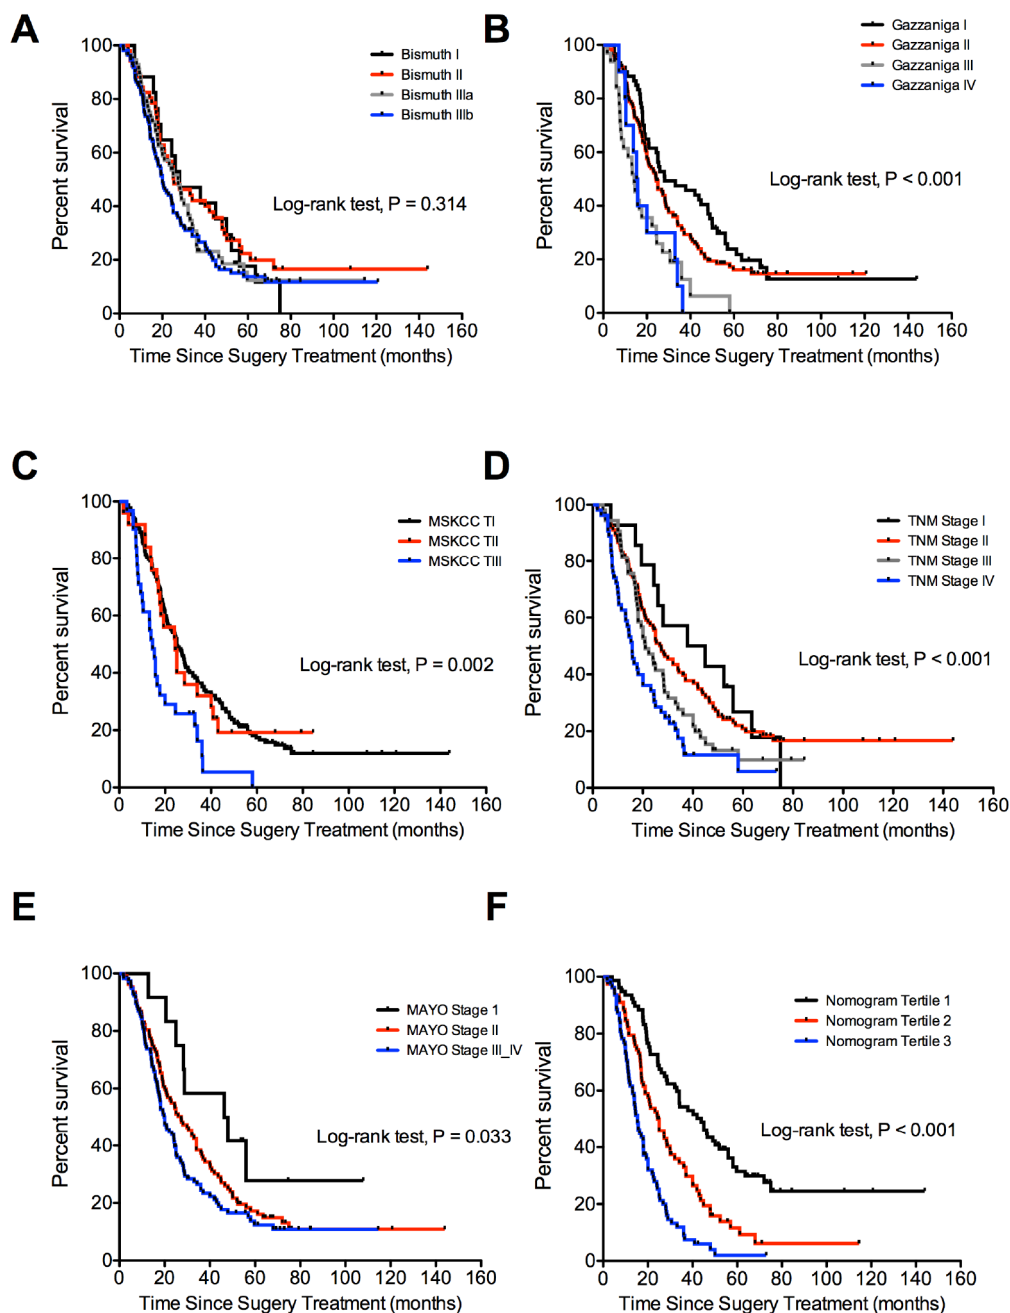 A
100
80
60
40
20
0
Percent survival
Bismuth I
Bismuth II
Bismuth IIIa
Bismuth IIIb
Log-rank test, P = 0.314
0 20 40 60 80 100 120 140 160
Time Since Sugery Treatment (months)
B
100
80
60
40
20
0
Percent survival
Gazzaniga I
Gazzaniga II
Gazzaniga III
Gazzaniga IV
Log-rank test, P < 0.001
0 20 40 60 80 100 120 140 160
Time Since Sugery Treatment (months)
C
100
80
60
40
20
0
Percent survival
MSKCC TI
MSKCC TII
MSKCC TIII
Log-rank test, P = 0.002
0 20 40 60 80 100 120 140 160
Time Since Sugery Treatment (months)
D
100
80
60
40
20
0
Percent survival
TNM Stage I
TNM Stage II
TNM Stage III
TNM Stage IV
Log-rank test, P < 0.001
0 20 40 60 80 100 120 140 160
Time Since Sugery Treatment (months)
E
100
80
60
40
20
0
Percent survival
MAYO Stage 1
MAYO Stage II
MAYO Stage III_IV
Log-rank test, P = 0.033
0 20 40 60 80 100 120 140 160
Time Since Sugery Treatment (months)
F
100
80
60
40
20
0
Percent survival
Nomogram Tertile 1
Nomogram Tertile 2
Nomogram Tertile 3
Log-rank test, P < 0.001
0 20 40 60 80 100 120 140 160
Time Since Sugery Treatment (months)